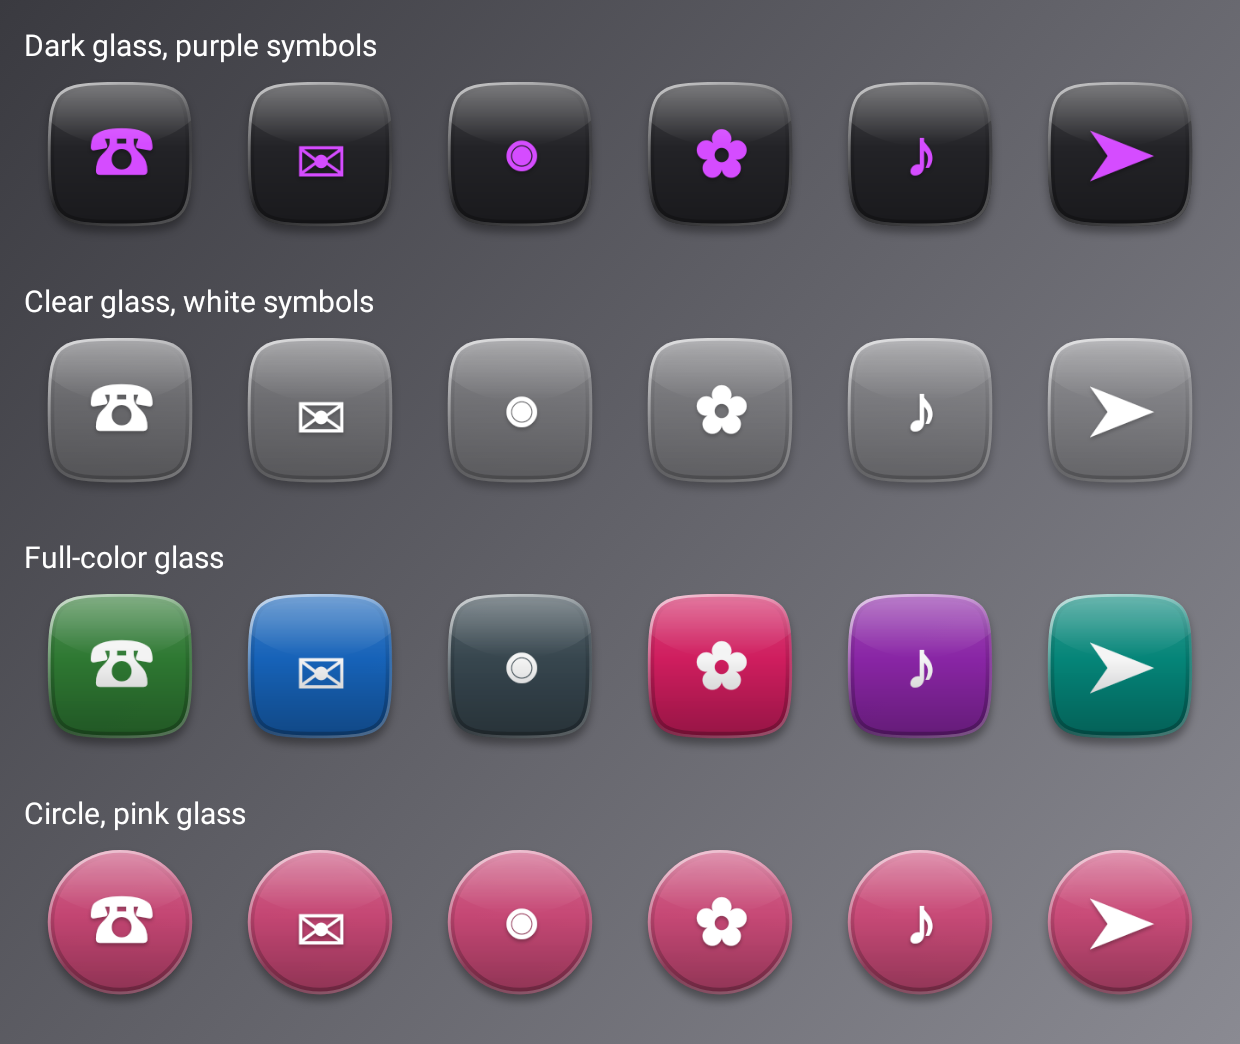 Dark glass, purple symbols
Clear glass, white symbols
Full-color glass
Circle, pink glass